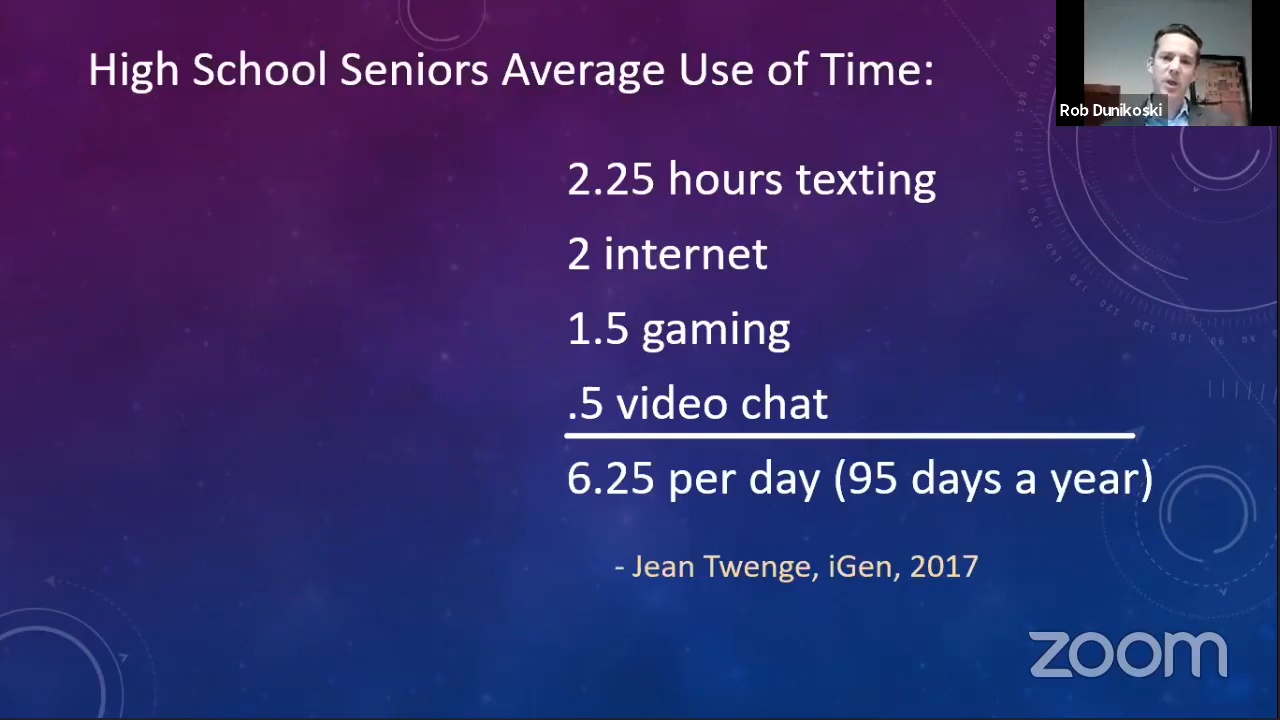 High School Seniors Average Use of Time:
Rob Dunikoski
2.25 hours texting
2 internet
1.5 gaming
.5 video chat
6.25 per day (95 days a year)
- Jean Twenge, iGen, 2017
zoom